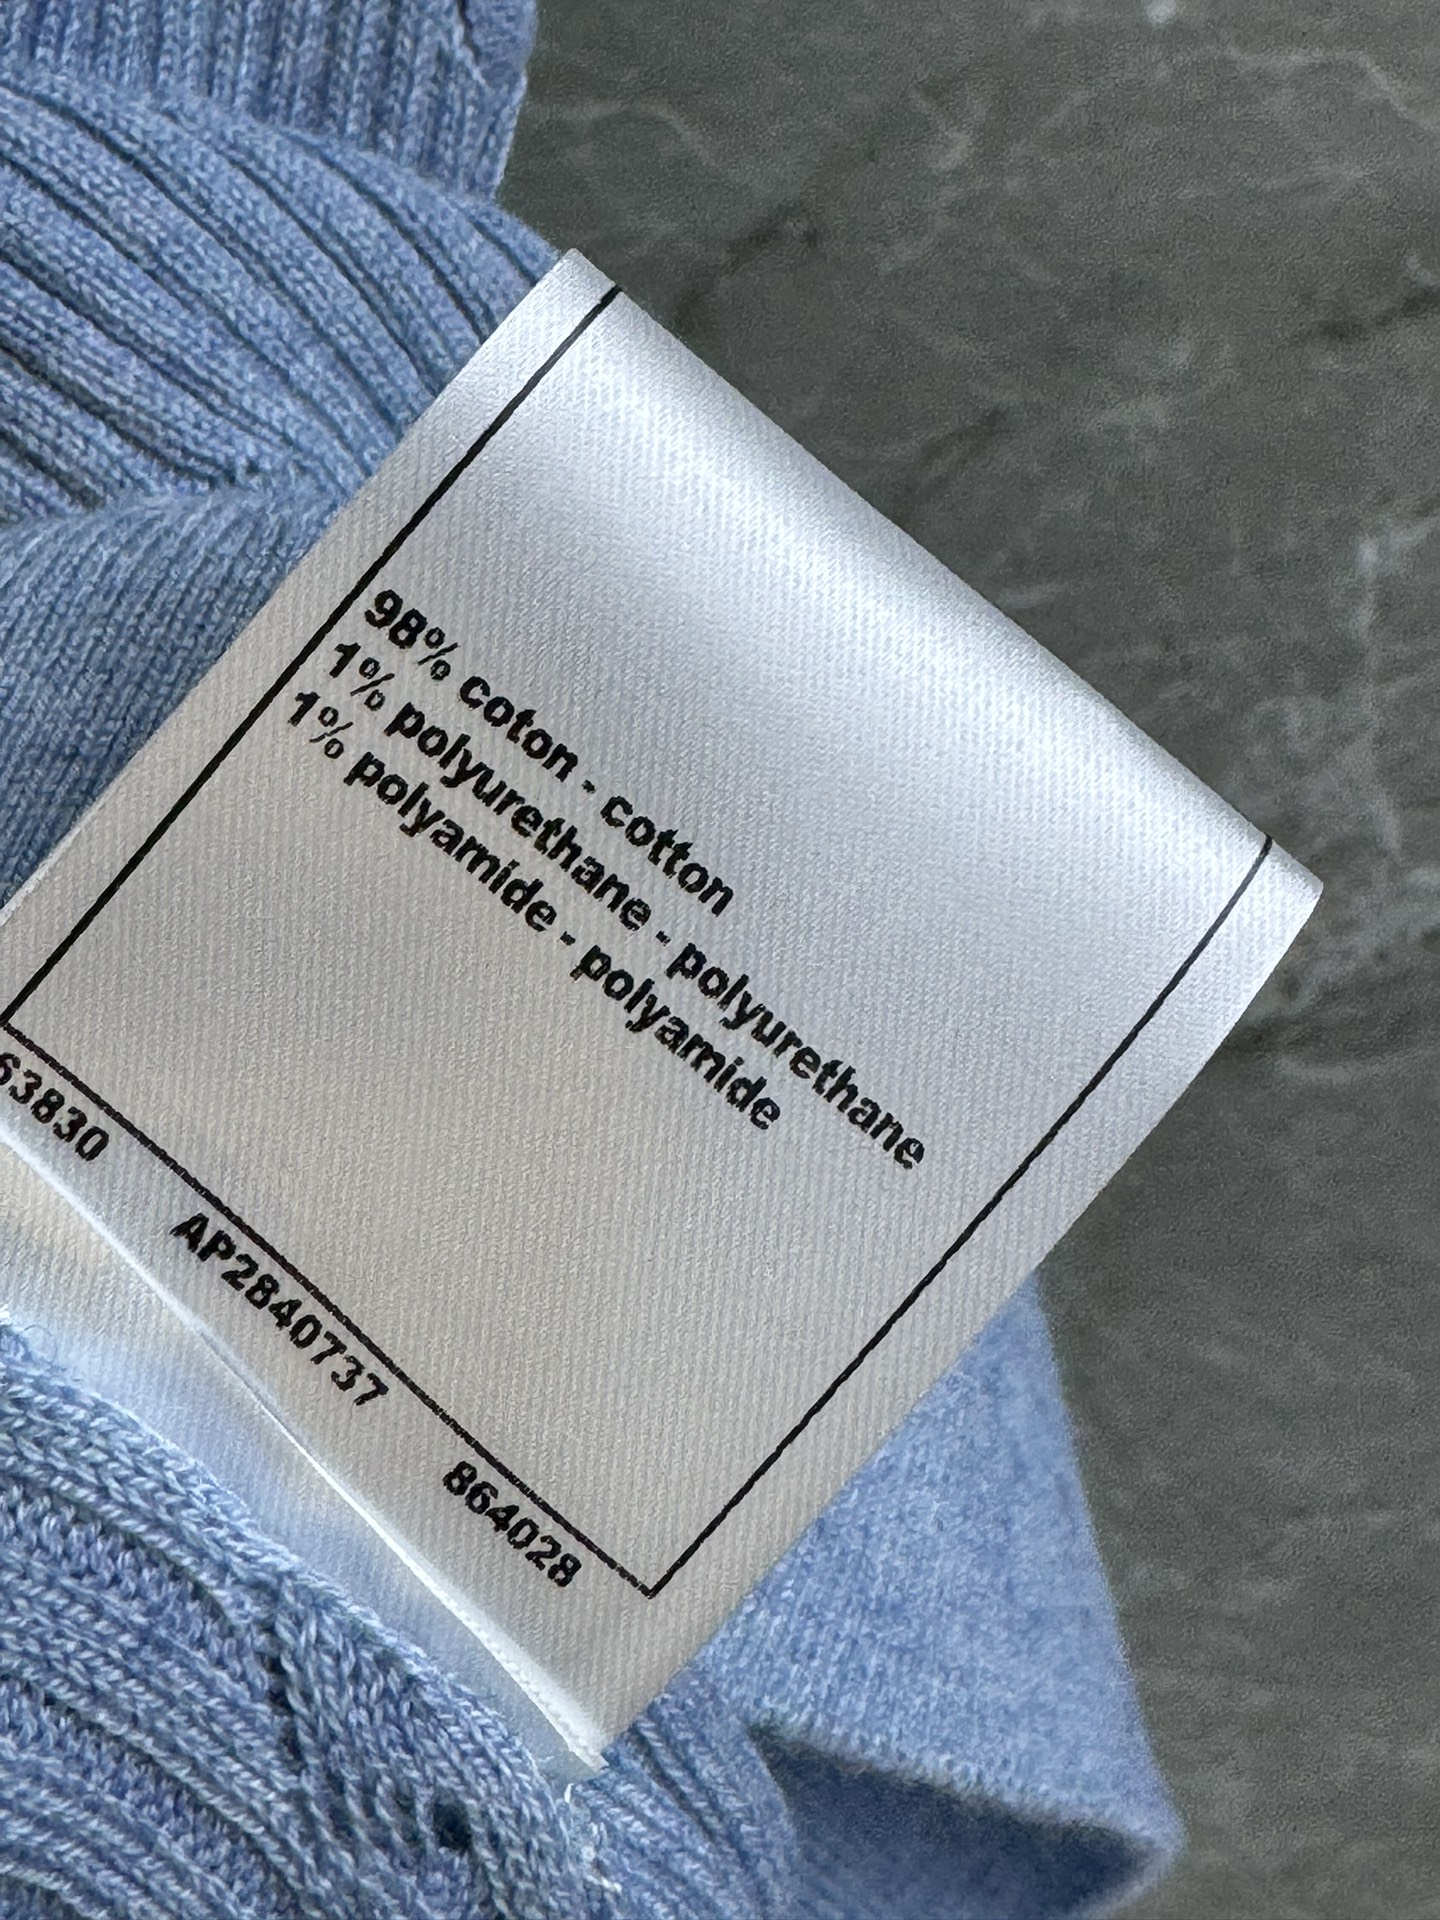 98% coton - cotton
1% polyurethane - polyurethane
1% polyamide - polyamide
63830 AP2840737 864028